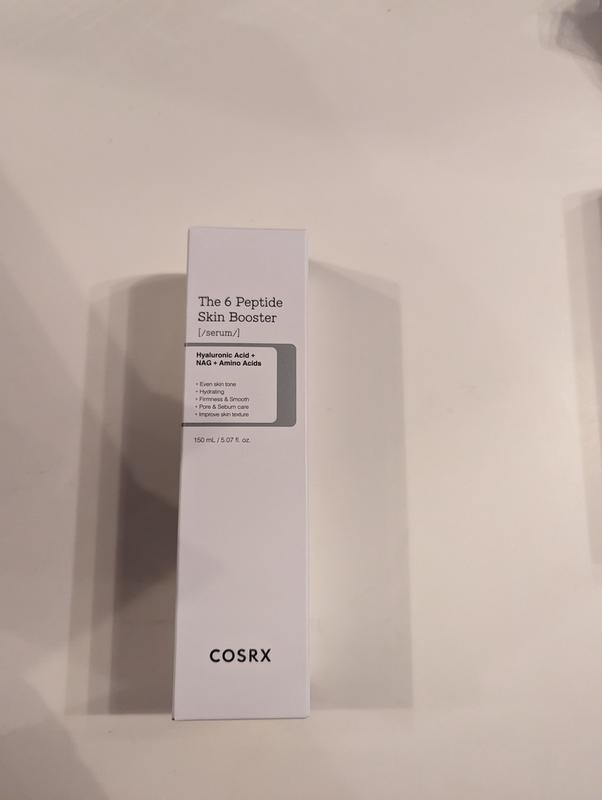 The 6 Peptide
Skin Booster
[/serum/]
Hyaluronic Acid +
NAG + Amino Acids
• Even skin tone
• Hydrating
• Firmness & Smooth
• Pore & Sebum care
• Improve skin texture
150 mL / 5.07 fl. oz.
COSRX